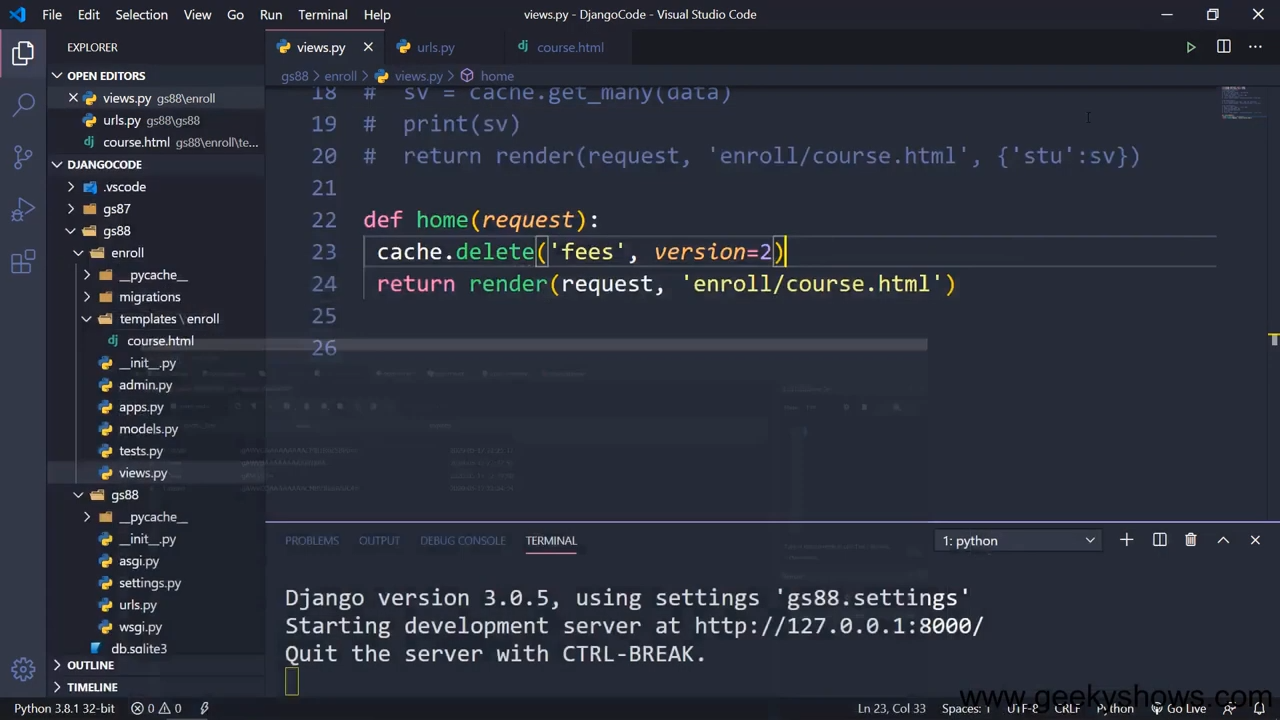 File Edit Selection View Go Run Terminal Help
views.py - DjangoCode - Visual Studio Code
EXPLORER
views.py
urls.py
course.html
OPEN EDITORS
gs88 > enroll > views.py > home
views.py gs88\enroll
urls.py gs88\gs88
course.html gs88\enroll\te...
DJANGOCODE
.vscode
gs87
gs88
enroll
__pycache__
migrations
templates \ enroll
course.html
__init__.py
admin.py
apps.py
models.py
tests.py
views.py
gs88
__pycache__
__init__.py
asgi.py
settings.py
urls.py
wsgi.py
db.sqlite3
OUTLINE
TIMELINE
18 # sv = cache.get_many(data)
19 # print(sv)
20 # return render(request, 'enroll/course.html', {'stu':sv})
21
22 def home(request):
23 cache.delete('fees', version=2)
24 return render(request, 'enroll/course.html')
25
26
PROBLEMS OUTPUT DEBUG CONSOLE TERMINAL
1: python
Django version 3.0.5, using settings 'gs88.settings'
Starting development server at http://127.0.0.1:8000/
Quit the server with CTRL-BREAK.
www.geekyshows.com
Python 3.8.1 32-bit 0 0 Ln 23, Col 33 Spaces: 1 UTF-8 CRLF Python Go Live